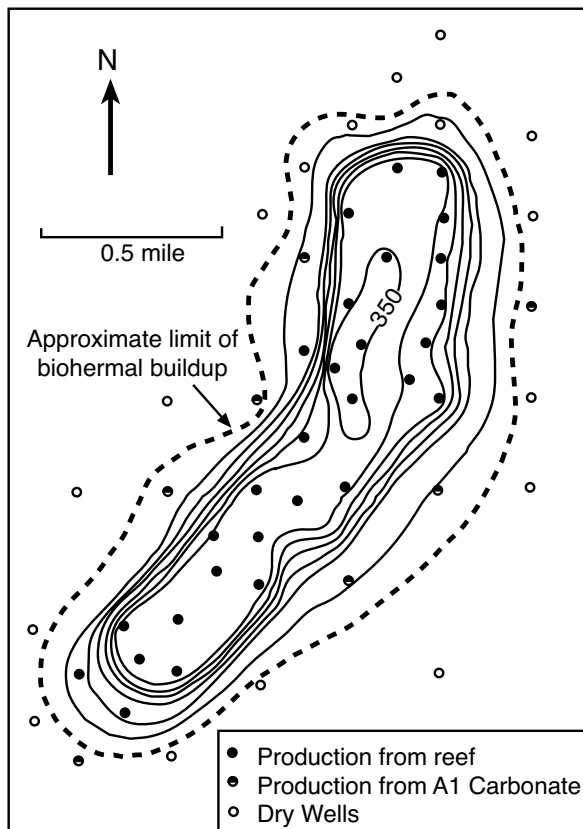 N
0.5 mile
350
Approximate limit of
biohermal buildup
Production from reef
Production from A1 Carbonate
Dry Wells